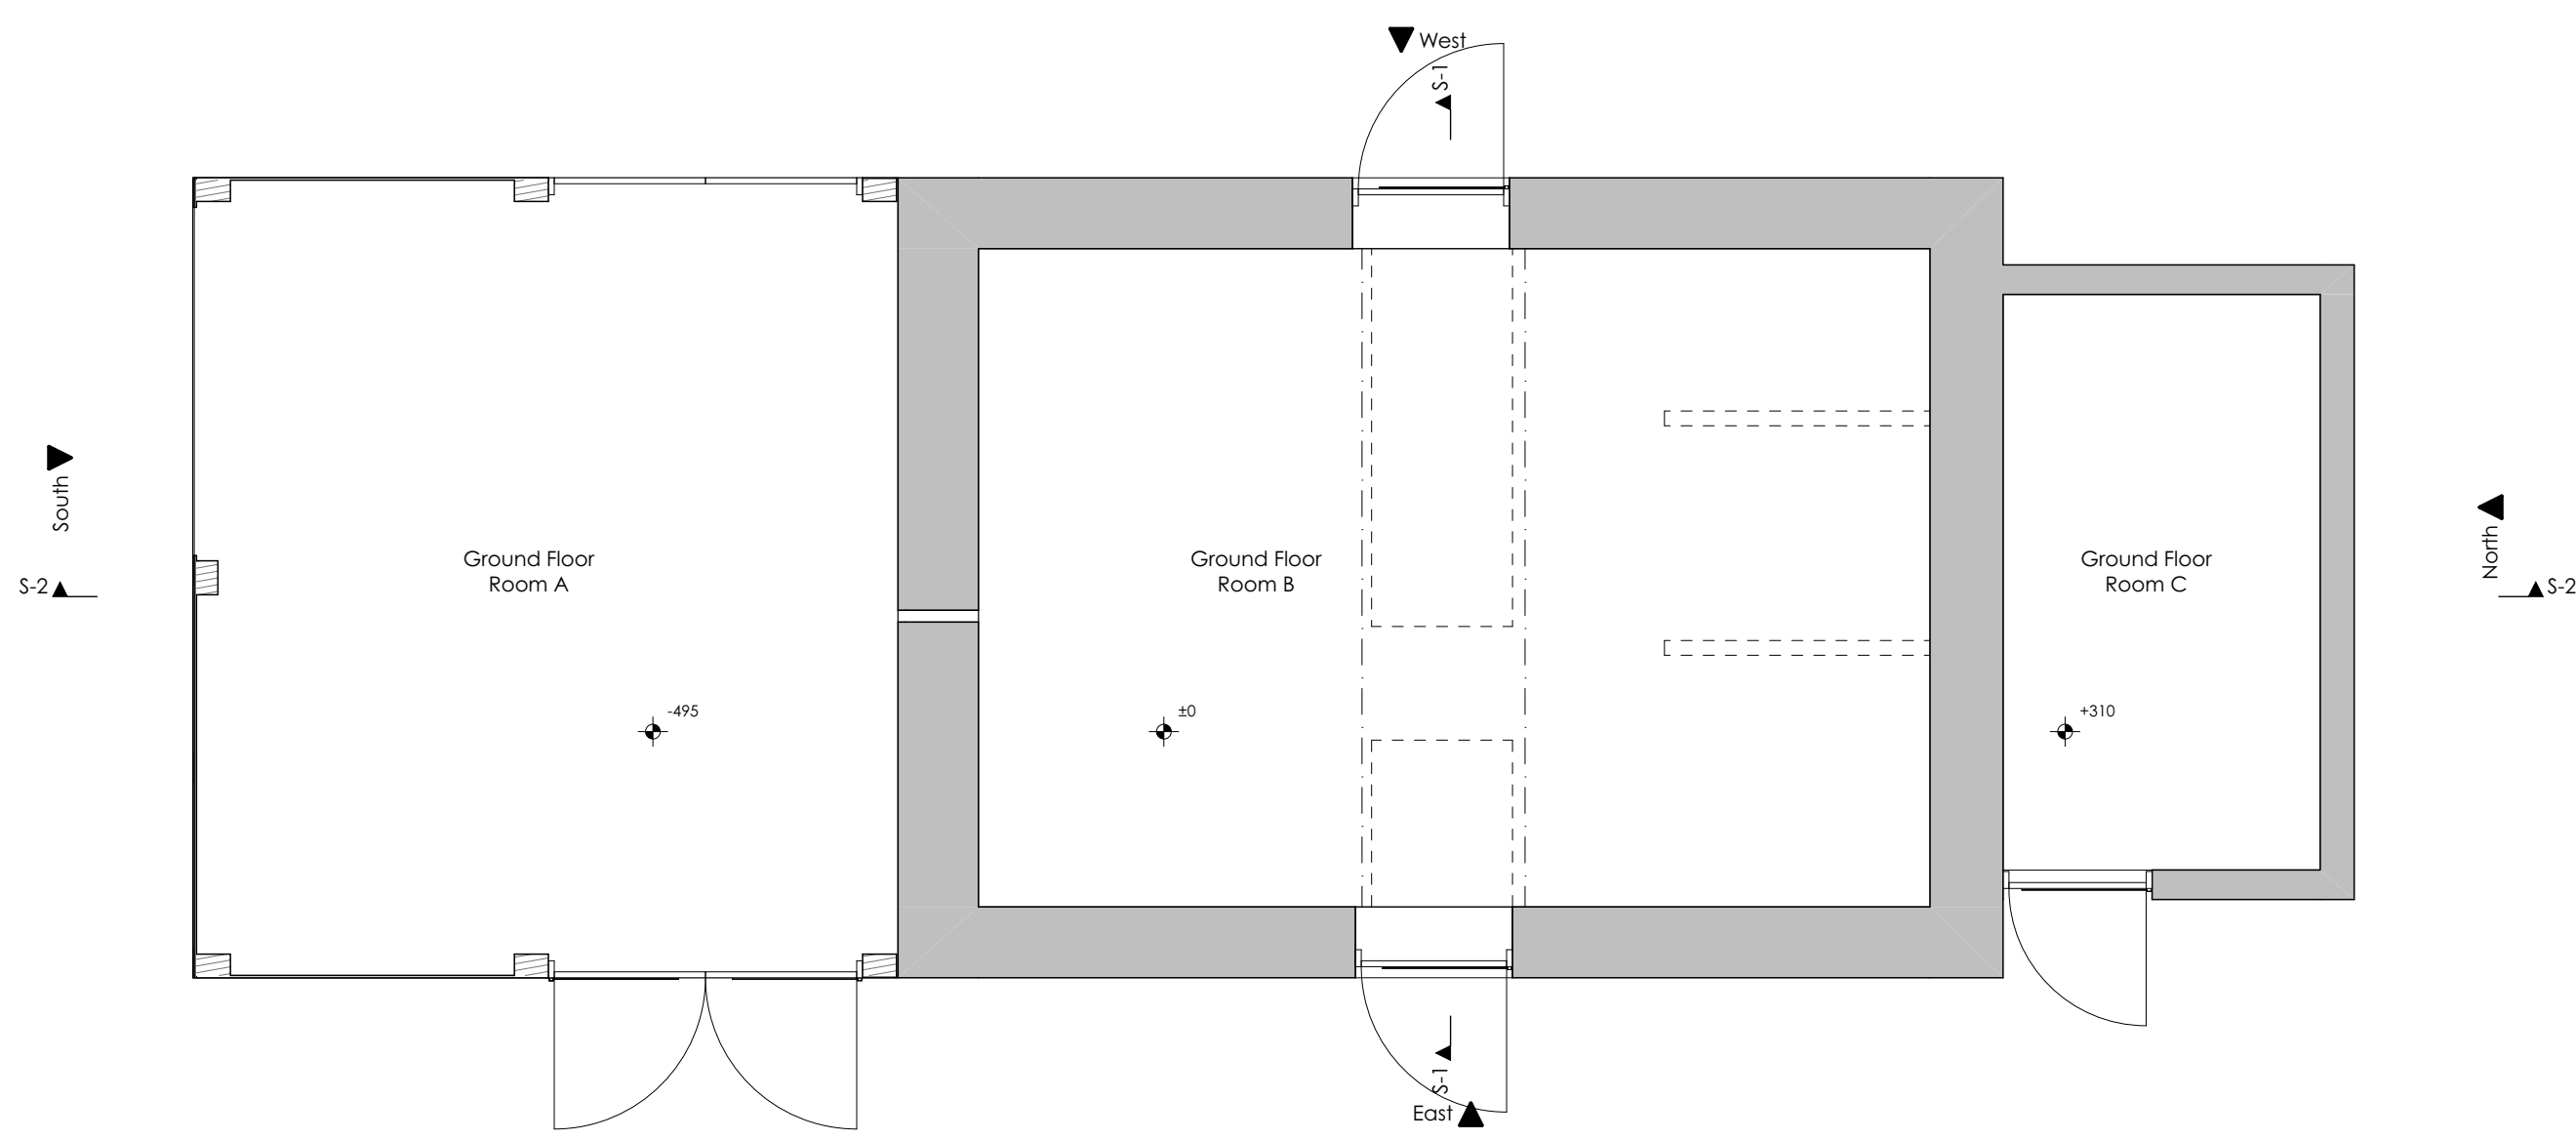 West
S-1
South
S-2
Ground Floor
Room A
Ground Floor
Room B
Ground Floor
Room C
North
S-2
-495
±0
+310
S-1
East